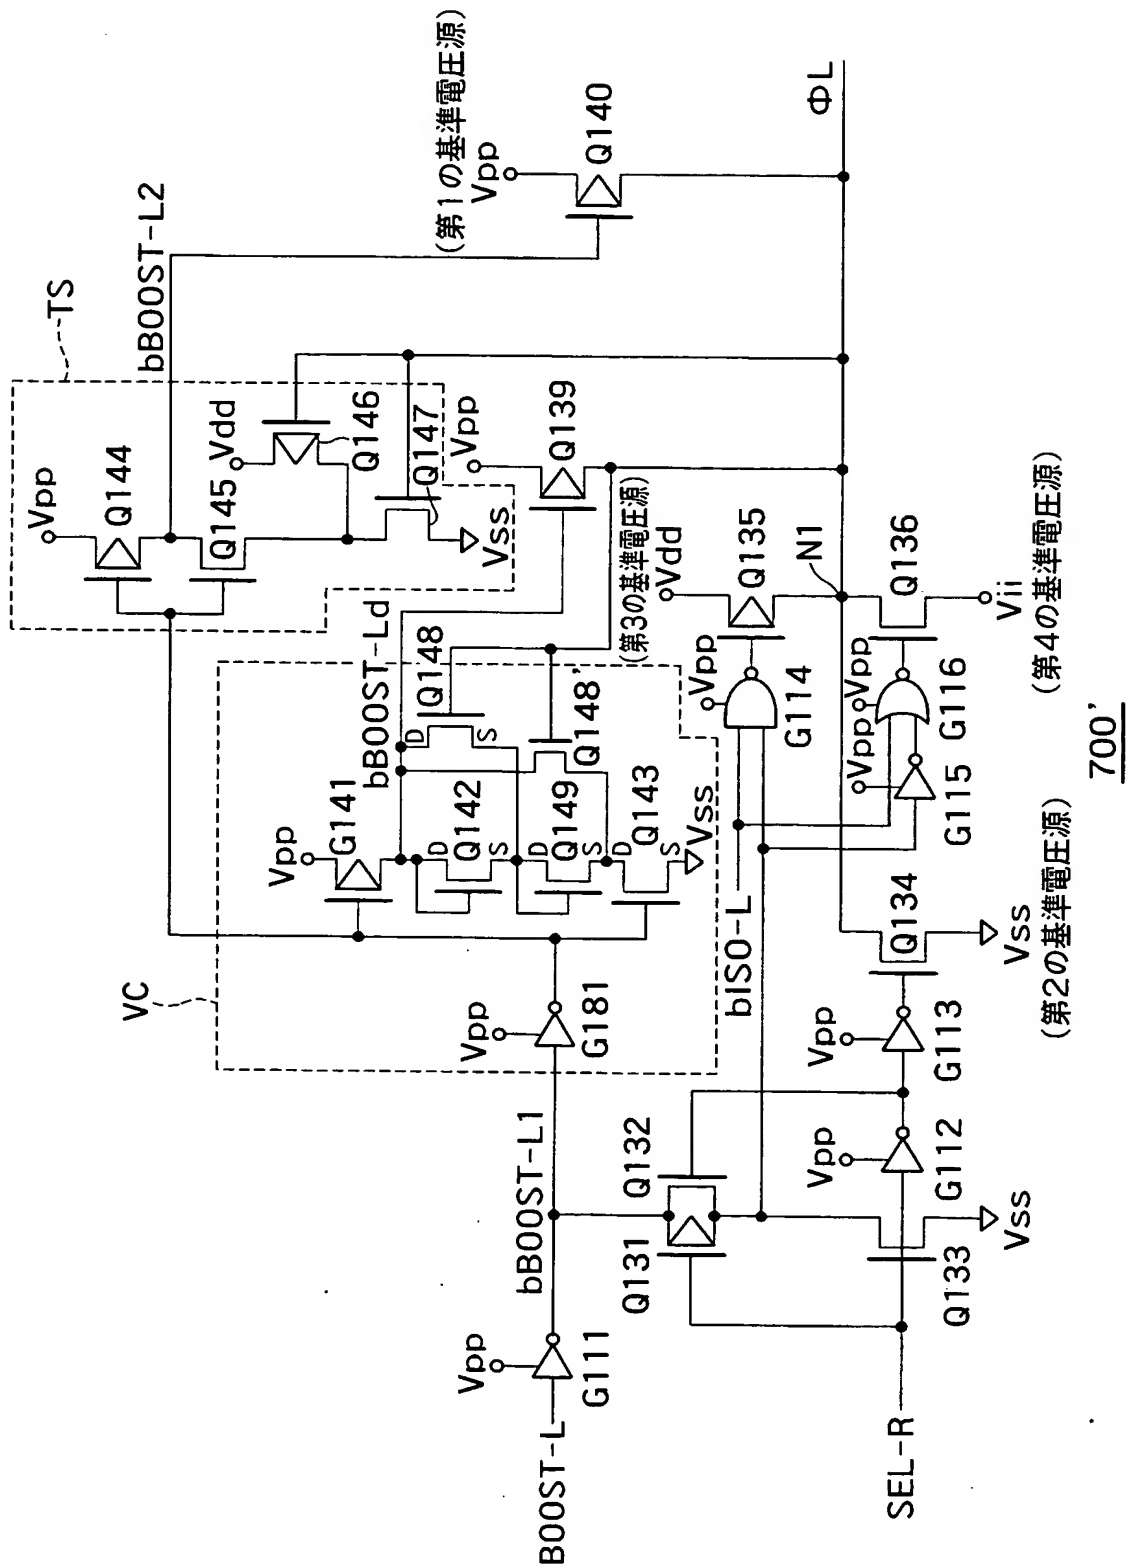 TS
VC
bBOOST-L2
Vpp
Q144
Q145
Vdd
Q146
Q147
Vss
(第1の基準電圧源)
Vpp
Q140
ΦL
Vpp
Q139
bBOOST-Ld
Vpp
G141
D
S
Q148
D
S
Q142
Q148'
D
S
Q149
D
S
Q143
Vss
Vpp
G181
(第3の基準電圧源)
Vdd
Q135
N1
Vpp
G114
Q136
Vii
(第4の基準電圧源)
Vpp
G116
Vpp
G115
bISO-L
Q134
Vss
(第2の基準電圧源)
Vpp
G113
Vpp
G112
bBOOST-L1
Q132
Q131
Q133
Vss
Vpp
G111
BOOST-L
SEL-R
700'